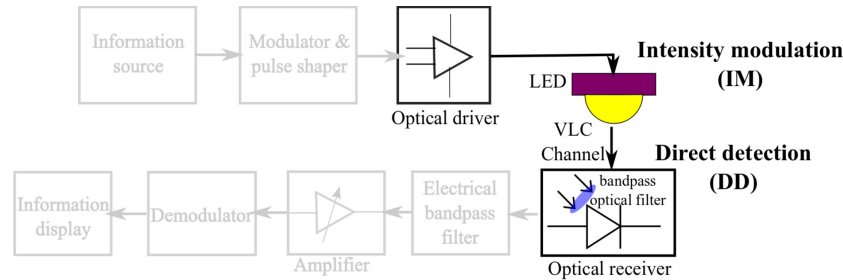 Information
source
Modulator &
pulse shaper
Optical driver
Intensity modulation
(IM)
LED
VLC
Channel
Direct detection
(DD)
bandpass
optical filter
Optical receiver
Electrical
bandpass
filter
Amplifier
Demodulator
Information
display